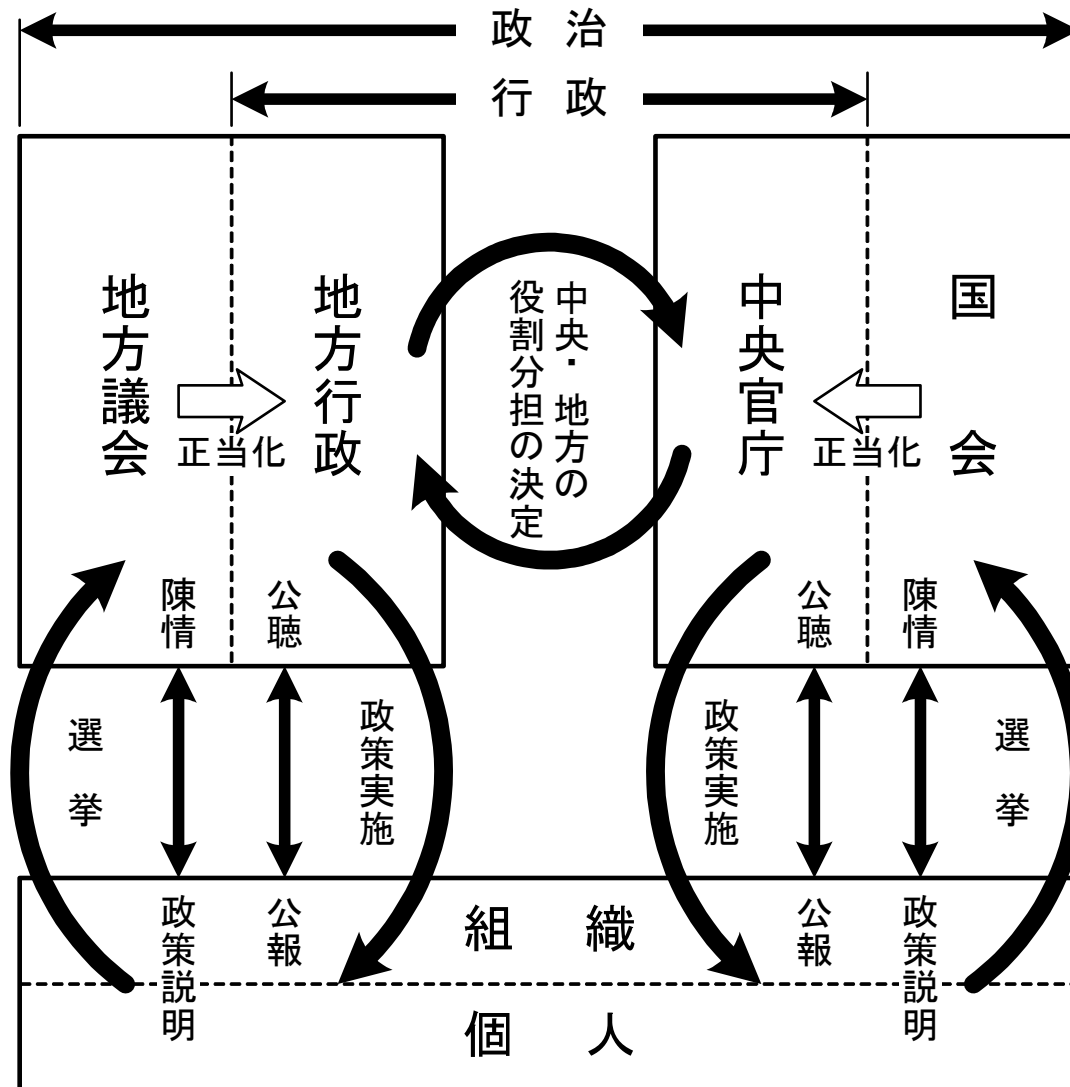 政治
行政
地方議会
正当化
地方行政
中央・地方の
役割分担の決定
中央官庁
正当化
国会
陳情
公聴
公聴
陳情
選挙
政策実施
政策実施
選挙
政策説明
公報
組織
公報
政策説明
個人